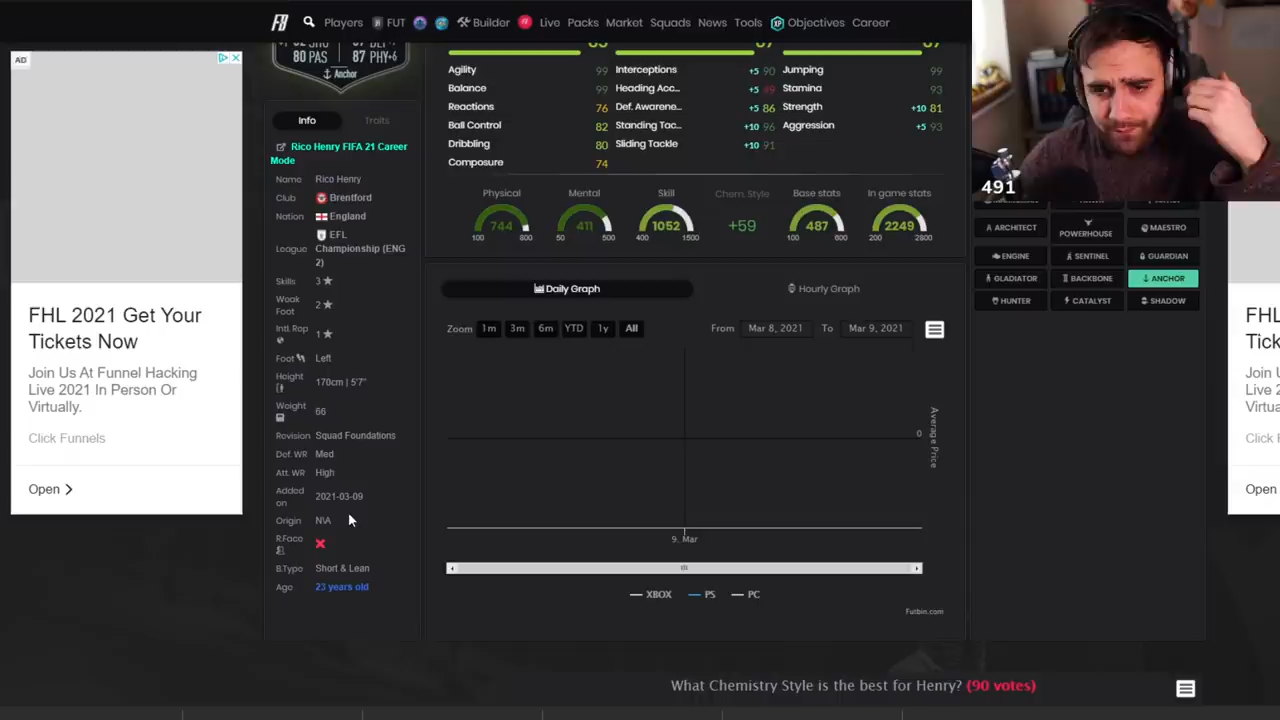 Players FUT Builder Live Packs Market Squads News Tools Objectives Career
AD
80 PAS 87 PHY+6
Anchor
Info Traits
Rico Henry FIFA 21 Career Mode
Name Rico Henry
Club Brentford
Nation England
League EFL Championship (ENG 2)
Skills 3
Weak Foot 2
Intl.Rep 1
Foot Left
Height 170cm | 5'7"
Weight 66
Revision Squad Foundations
Def. WR Med
Att. WR High
Added on 2021-03-09
Origin N\A
R.Face
B.Type Short & Lean
Age 23 years old
Agility 99 Interceptions +5 90 Jumping 99
Balance 99 Heading Acc... +5 49 Stamina 93
Reactions 76 Def. Awarene... +5 86 Strength +10 81
Ball Control 82 Standing Tac... +10 96 Aggression +5 93
Dribbling 80 Sliding Tackle +10 91
Composure 74
Physical Mental Skill Chem. Style Base stats In game stats
744 411 1052 +59 487 2249
100 800 50 500 400 1500 100 600 200 2800
Daily Graph Hourly Graph
Zoom 1m 3m 6m YTD 1y All From Mar 8, 2021 To Mar 9, 2021
0
Average Price
9. Mar
XBOX PS PC
Futbin.com
491
ARCHITECT POWERHOUSE MAESTRO
ENGINE SENTINEL GUARDIAN
GLADIATOR BACKBONE ANCHOR
HUNTER CATALYST SHADOW
FHL 2021 Get Your
Tickets Now
Join Us At Funnel Hacking
Live 2021 In Person Or
Virtually.
Click Funnels
Open
FHL
Tick
Join U
Live 2
Virtua
Click
Open
What Chemistry Style is the best for Henry? (90 votes)